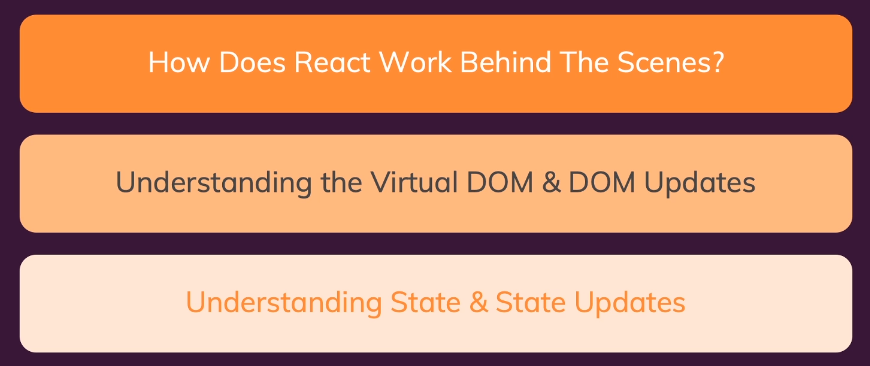 How Does React Work Behind The Scenes?
Understanding the Virtual DOM & DOM Updates
Understanding State & State Updates